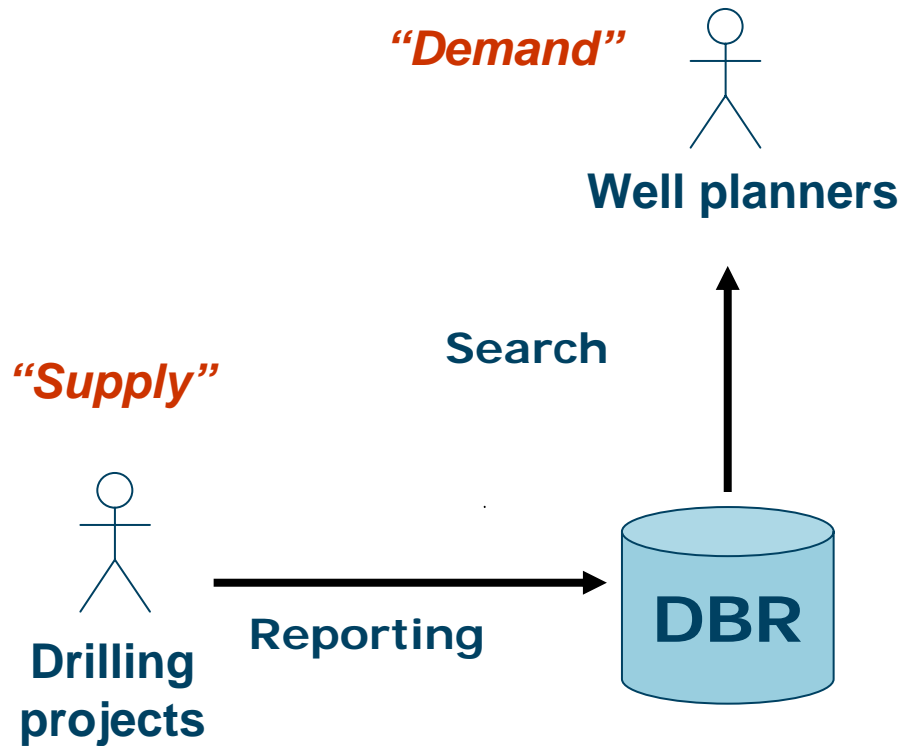 “Demand”
Well planners
Search
“Supply”
DBR
Reporting
Drilling
projects